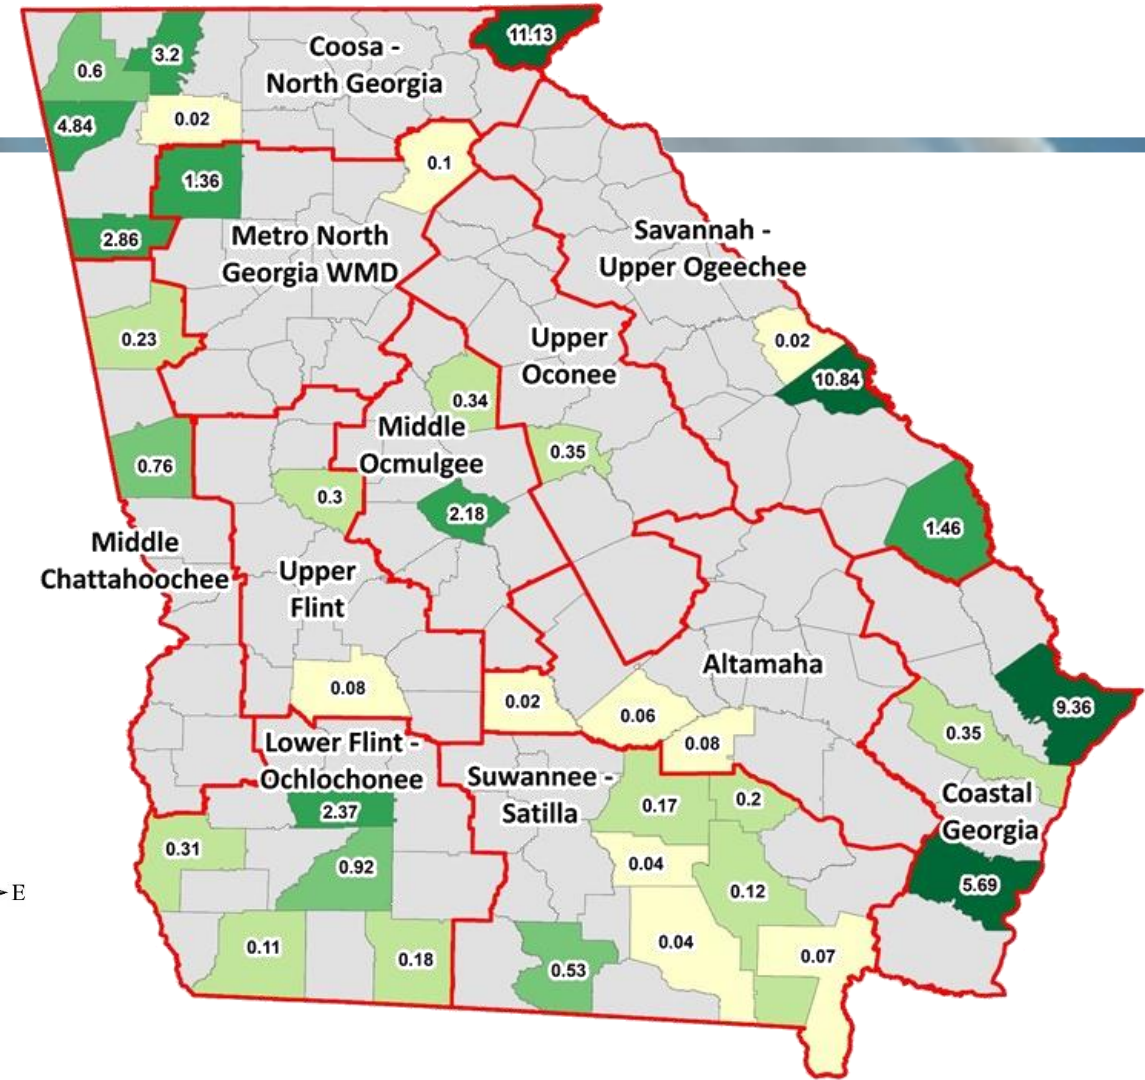 11.13
Coosa -
North Georgia
3.2
0.6
0.02
4.84
0.1
1.36
Savannah -
Upper Ogeechee
Metro North
Georgia WMD
2.86
0.23
0.02
Upper
Oconee
10.84
0.34
Middle
Ocmulgee
0.35
0.76
0.3
2.18
1.46
Middle
Chattahoochee
Upper
Flint
Altamaha
0.08
0.02
0.06
9.36
0.35
0.08
Lower Flint -
Ochlochonee
Suwannee -
Satilla
0.17
0.2
Coastal
Georgia
2.37
0.31
0.92
0.04
0.12
5.69
E
0.11
0.18
0.53
0.04
0.07